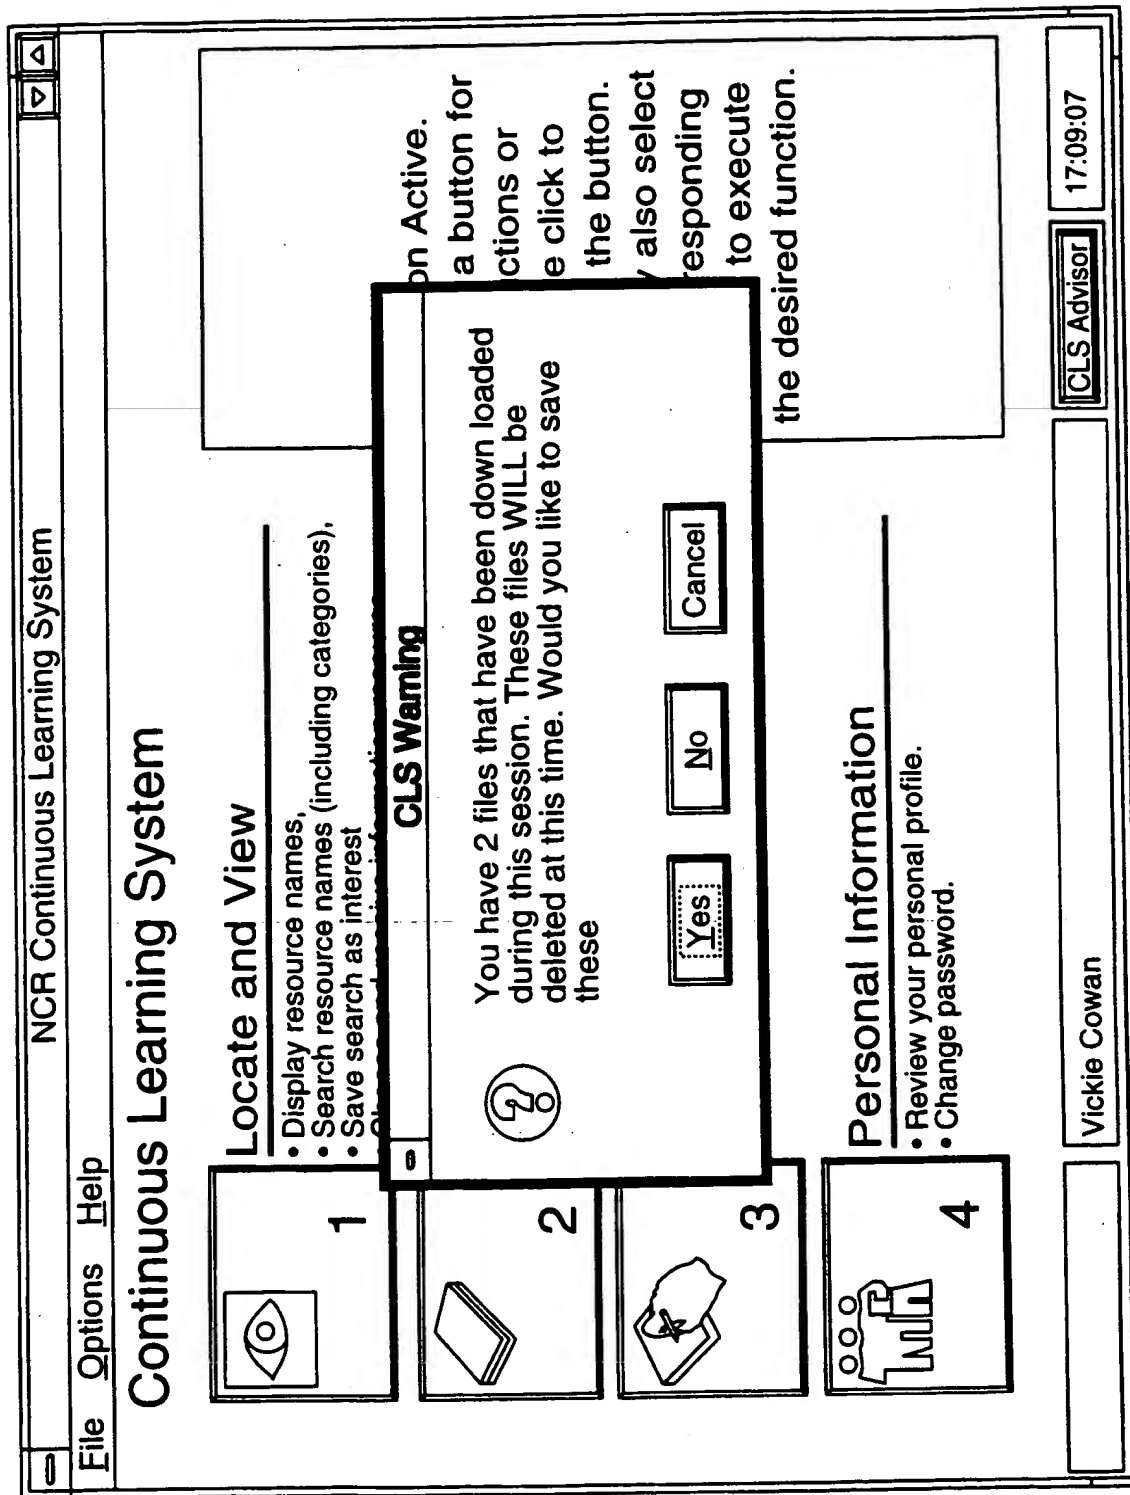 NCR Continuous Learning System
File Options Help
Continuous Learning System
1
Locate and View
• Display resource names,
• Search resource names (including categories),
• Save search as interest
on Active.
a button for
ctions or
e click to
the button.
also select
responding
to execute
the desired function.
CLS Warning
You have 2 files that have been down loaded
during this session. These files WILL be
deleted at this time. Would you like to save
these
Yes
No
Cancel
2
3
4
Personal Information
• Review your personal profile.
• Change password.
Vickie Cowan
CLS Advisor
17:09:07